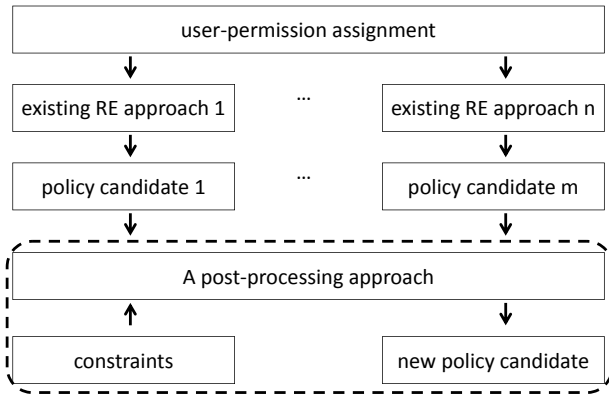 user-permission assignment
existing RE approach 1 ... existing RE approach n
policy candidate 1 ... policy candidate m
A post-processing approach
constraints new policy candidate